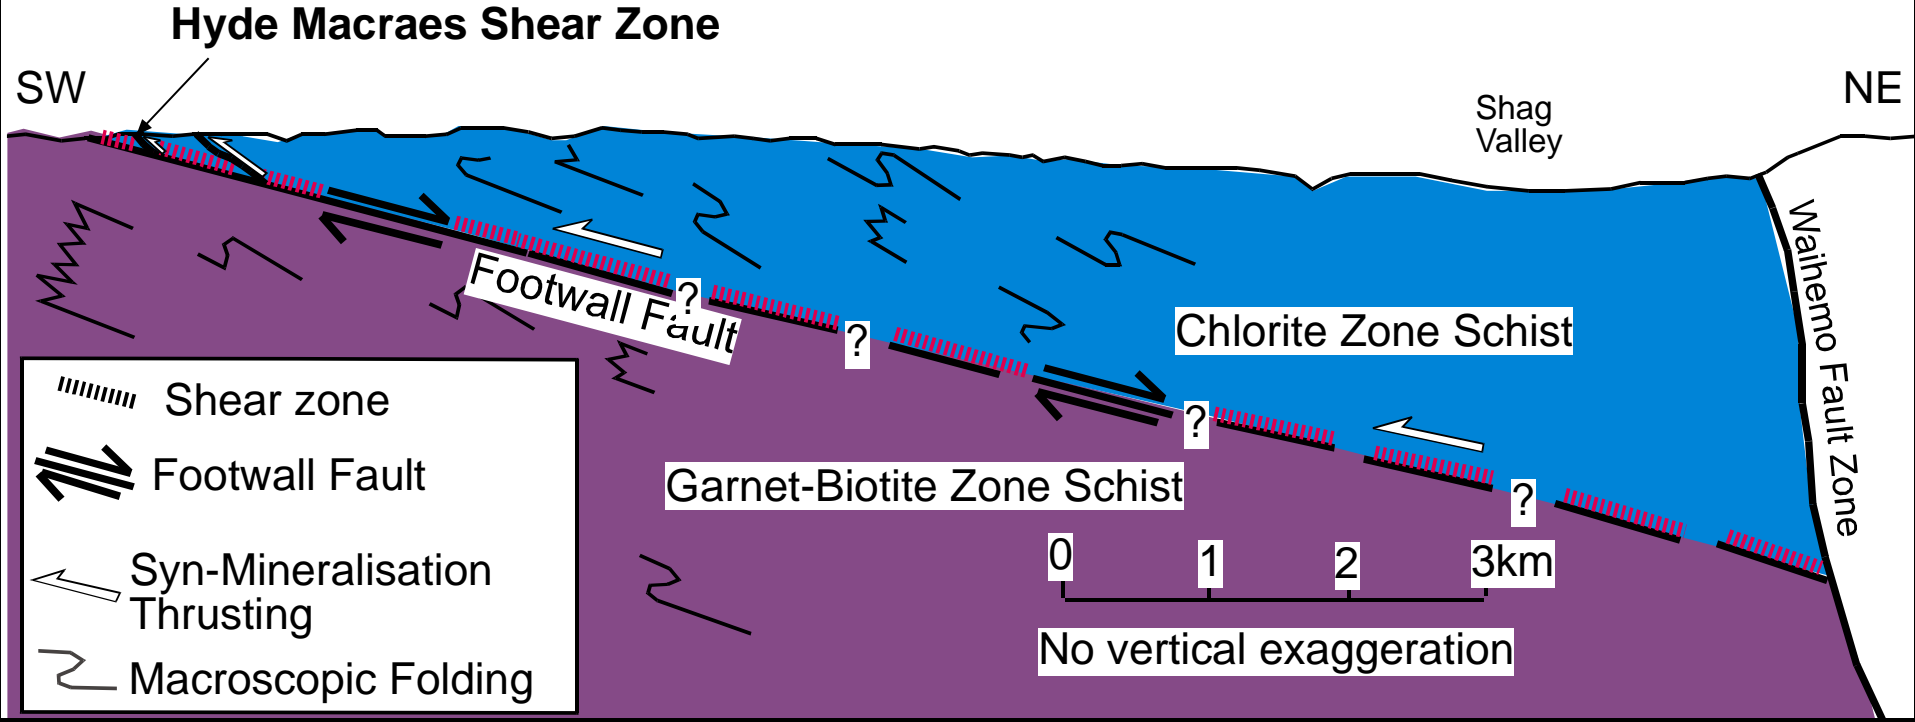 Hyde Macraes Shear Zone
SW
NE
Shag
Valley
Waihemo Fault Zone
Footwall Fault
?
?
?
?
Chlorite Zone Schist
Garnet-Biotite Zone Schist
0 1 2 3km
No vertical exaggeration
Shear zone
Footwall Fault
Syn-Mineralisation
Thrusting
Macroscopic Folding